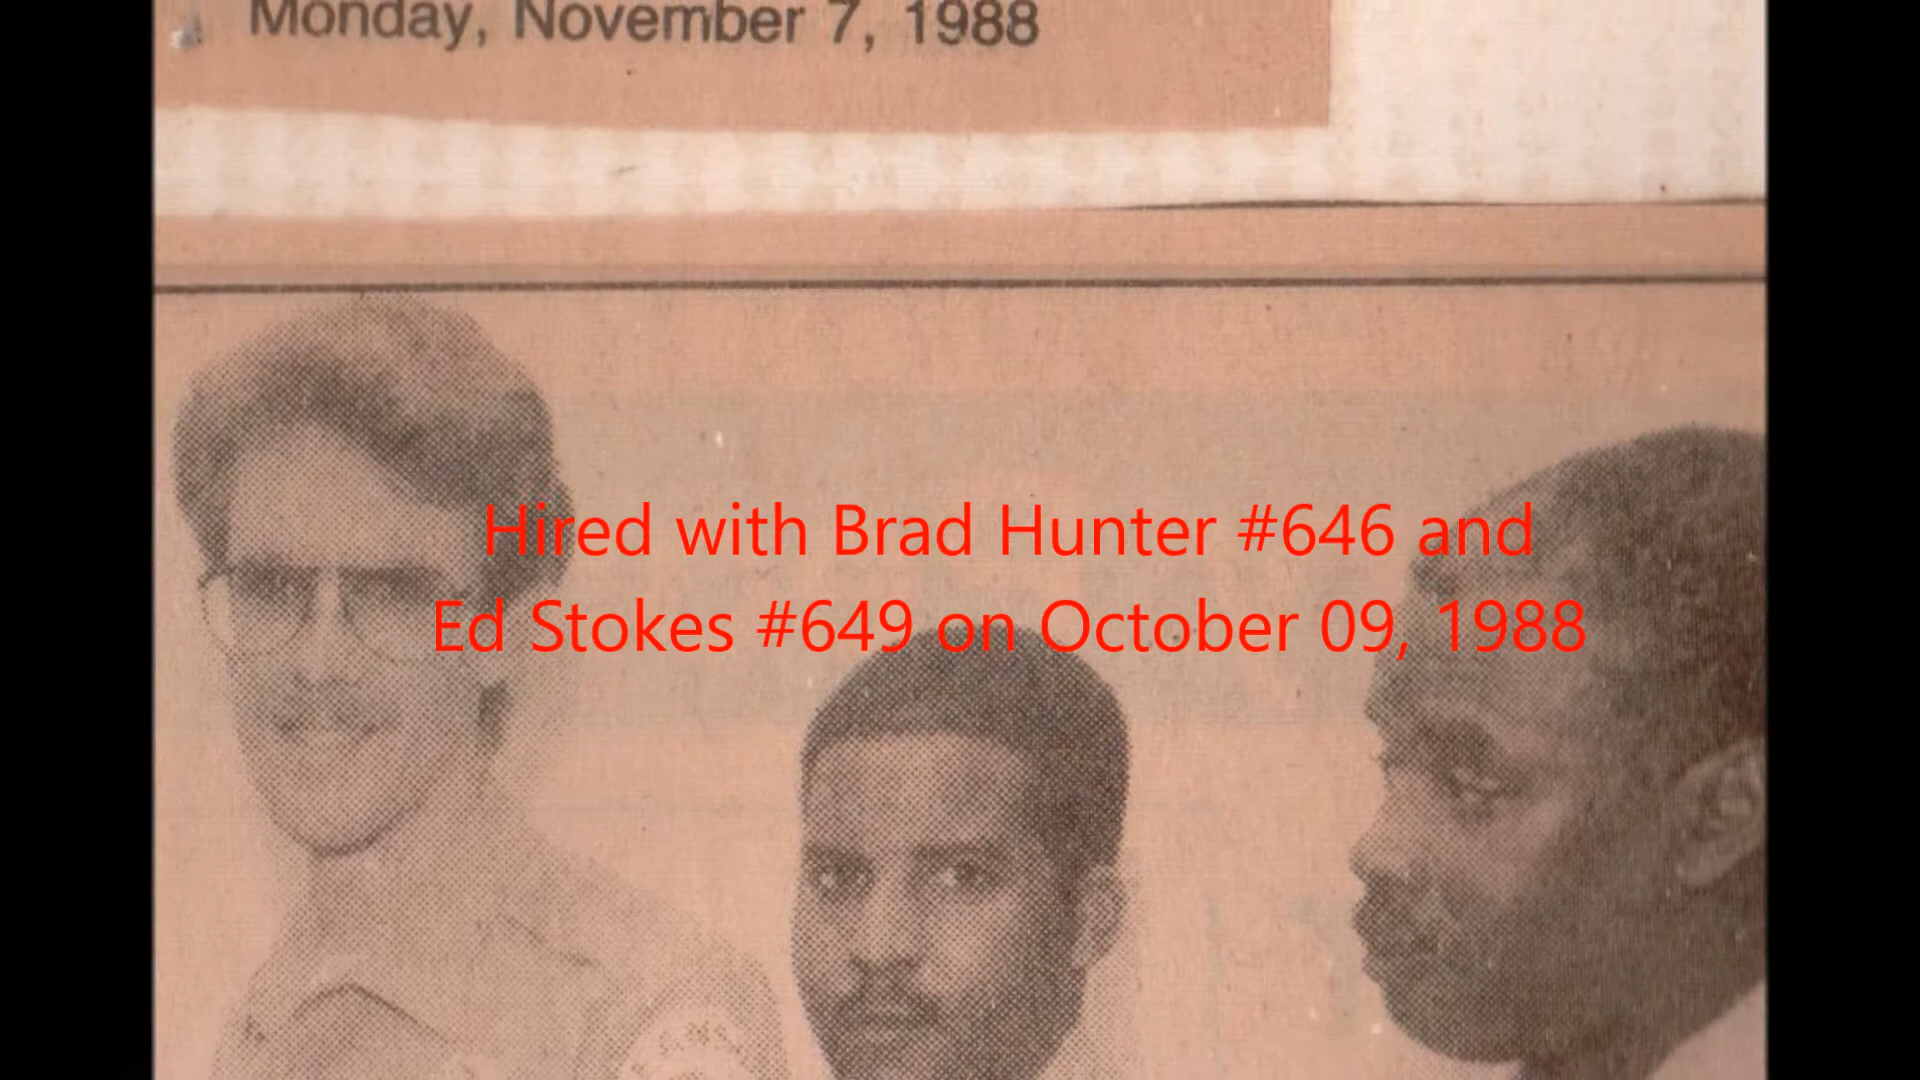 Monday, November 7, 1988
Hired with Brad Hunter #646 and
Ed Stokes #649 on October 09, 1988